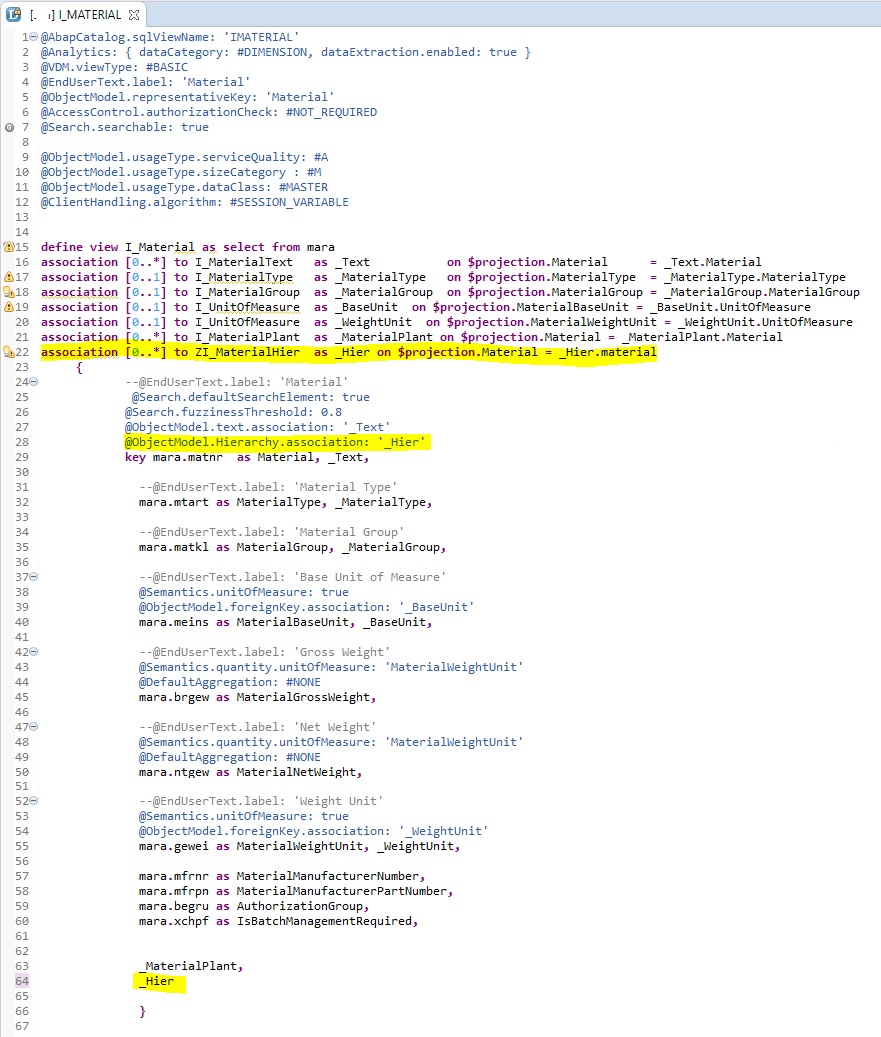 [. ı] I_MATERIAL
1 @AbapCatalog.sqlViewName: 'IMATERIAL'
2 @Analytics: { dataCategory: #DIMENSION, dataExtraction.enabled: true }
3 @VDM.viewType: #BASIC
4 @EndUserText.label: 'Material'
5 @ObjectModel.representativeKey: 'Material'
6 @AccessControl.authorizationCheck: #NOT_REQUIRED
7 @Search.searchable: true
8
9 @ObjectModel.usageType.serviceQuality: #A
10 @ObjectModel.usageType.sizeCategory : #M
11 @ObjectModel.usageType.dataClass: #MASTER
12 @ClientHandling.algorithm: #SESSION_VARIABLE
13
14
15 define view I_Material as select from mara
16 association [0..*] to I_MaterialText as _Text on $projection.Material = _Text.Material
17 association [0..1] to I_MaterialType as _MaterialType on $projection.MaterialType = _MaterialType.MaterialType
18 association [0..1] to I_MaterialGroup as _MaterialGroup on $projection.MaterialGroup = _MaterialGroup.MaterialGroup
19 association [0..1] to I_UnitOfMeasure as _BaseUnit on $projection.MaterialBaseUnit = _BaseUnit.UnitOfMeasure
20 association [0..1] to I_UnitOfMeasure as _WeightUnit on $projection.MaterialWeightUnit = _WeightUnit.UnitOfMeasure
21 association [0..*] to I_MaterialPlant as _MaterialPlant on $projection.Material = _MaterialPlant.Material
22 association [0..*] to ZI_MaterialHier as _Hier on $projection.Material = _Hier.material
23 {
24 --@EndUserText.label: 'Material'
25 @Search.defaultSearchElement: true
26 @Search.fuzzinessThreshold: 0.8
27 @ObjectModel.text.association: '_Text'
28 @ObjectModel.Hierarchy.association: '_Hier'
29 key mara.matnr as Material, _Text,
30
31 --@EndUserText.label: 'Material Type'
32 mara.mtart as MaterialType, _MaterialType,
33
34 --@EndUserText.label: 'Material Group'
35 mara.matkl as MaterialGroup, _MaterialGroup,
36
37 --@EndUserText.label: 'Base Unit of Measure'
38 @Semantics.unitOfMeasure: true
39 @ObjectModel.foreignKey.association: '_BaseUnit'
40 mara.meins as MaterialBaseUnit, _BaseUnit,
41
42 --@EndUserText.label: 'Gross Weight'
43 @Semantics.quantity.unitOfMeasure: 'MaterialWeightUnit'
44 @DefaultAggregation: #NONE
45 mara.brgew as MaterialGrossWeight,
46
47 --@EndUserText.label: 'Net Weight'
48 @Semantics.quantity.unitOfMeasure: 'MaterialWeightUnit'
49 @DefaultAggregation: #NONE
50 mara.ntgew as MaterialNetWeight,
51
52 --@EndUserText.label: 'Weight Unit'
53 @Semantics.unitOfMeasure: true
54 @ObjectModel.foreignKey.association: '_WeightUnit'
55 mara.gewei as MaterialWeightUnit, _WeightUnit,
56
57 mara.mfrnr as MaterialManufacturerNumber,
58 mara.mfrpn as MaterialManufacturerPartNumber,
59 mara.begru as AuthorizationGroup,
60 mara.xchpf as IsBatchManagementRequired,
61
62
63 _MaterialPlant,
64 _Hier
65
66 }
67